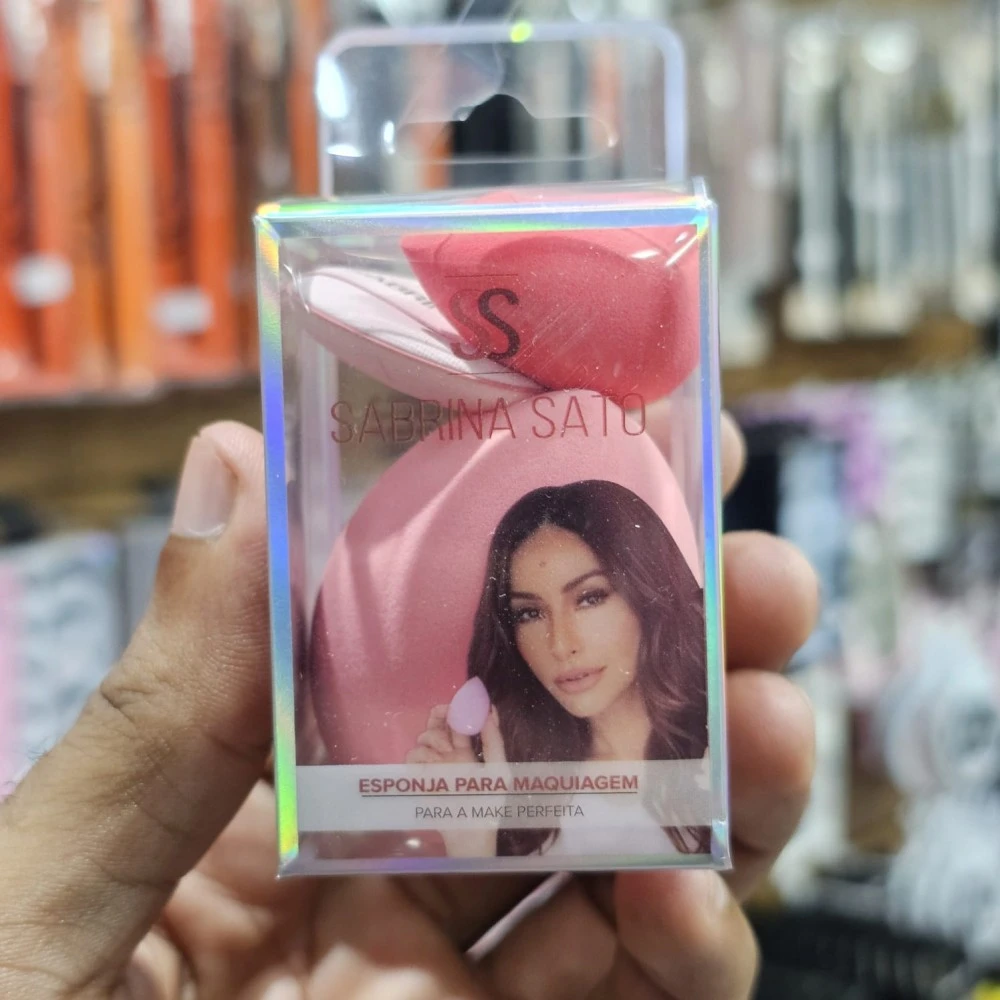 SS
SABRINA SATO
ESPONJA PARA MAQUIAGEM
PARA A MAKE PERFEITA